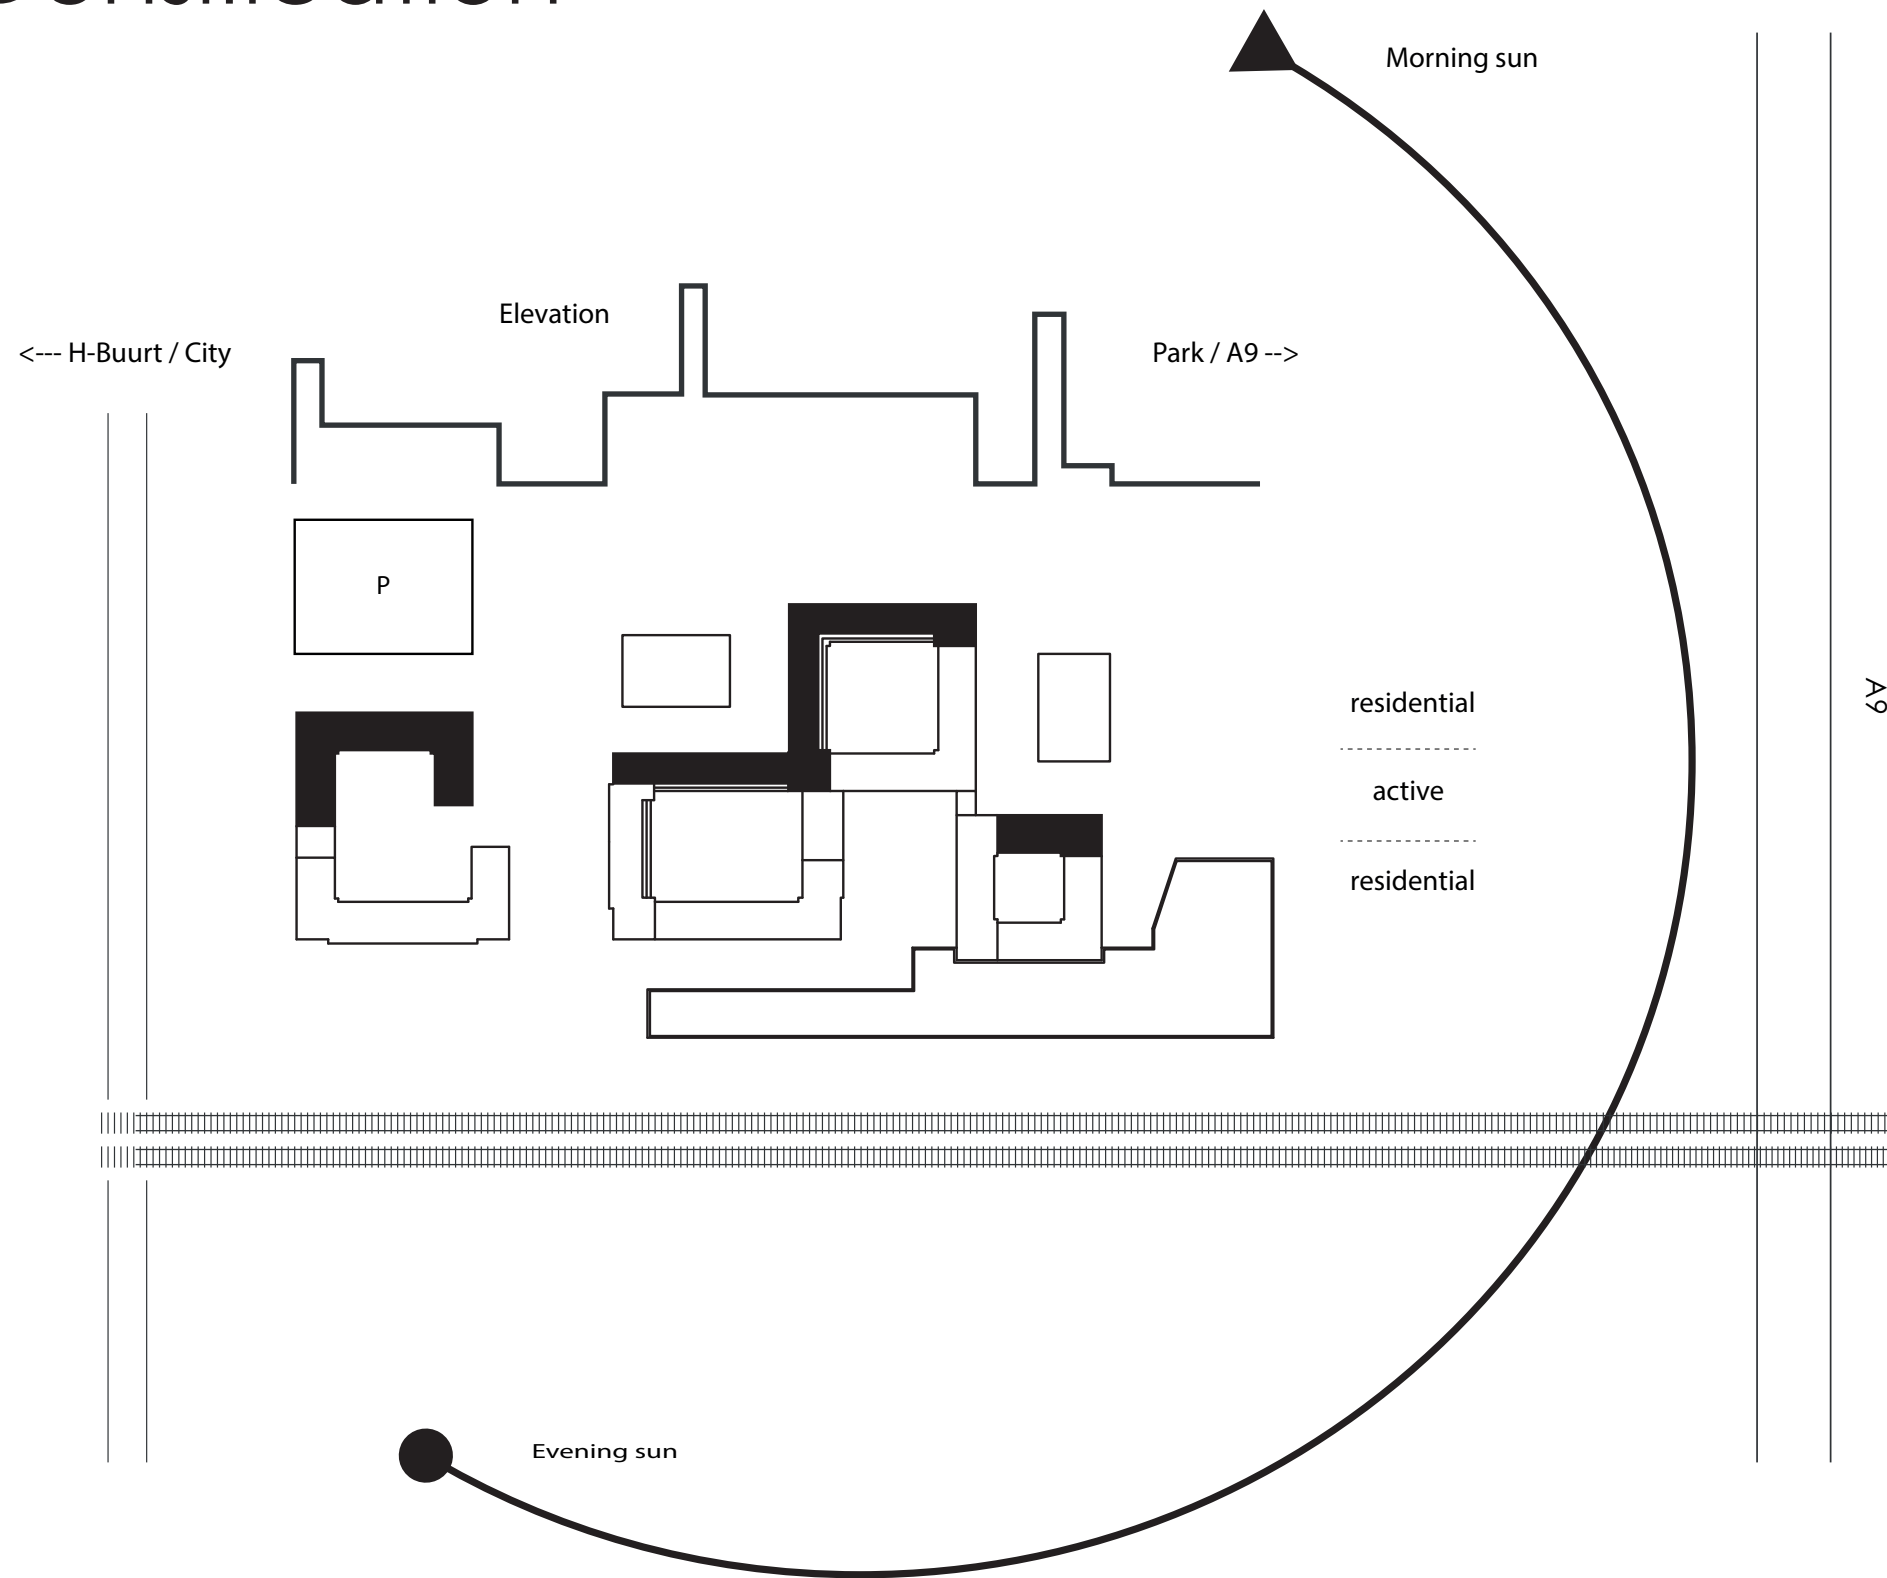 Morning sun
Elevation
<--- H-Buurt / City
Park / A9 -->
P
residential
A9
active
residential
Evening sun